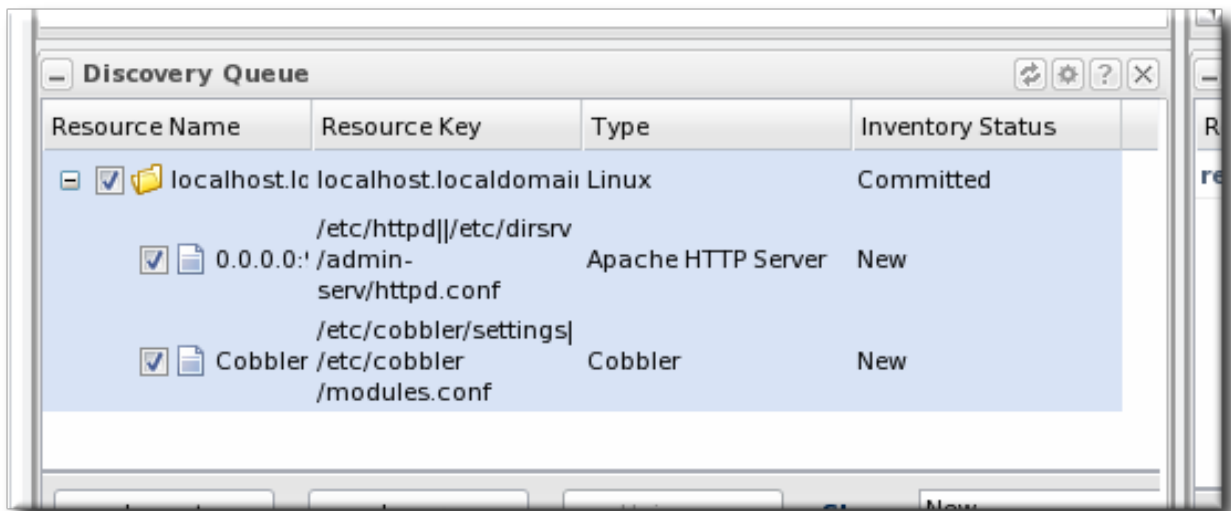 Discovery Queue
Resource Name Resource Key Type Inventory Status
localhost.lc localhost.localdomaii Linux Committed
/etc/httpd||/etc/dirsrv
0.0.0.0:! /admin- Apache HTTP Server New
serv/httpd.conf
/etc/cobbler/settings|
Cobbler /etc/cobbler Cobbler New
/modules.conf
R
re
New